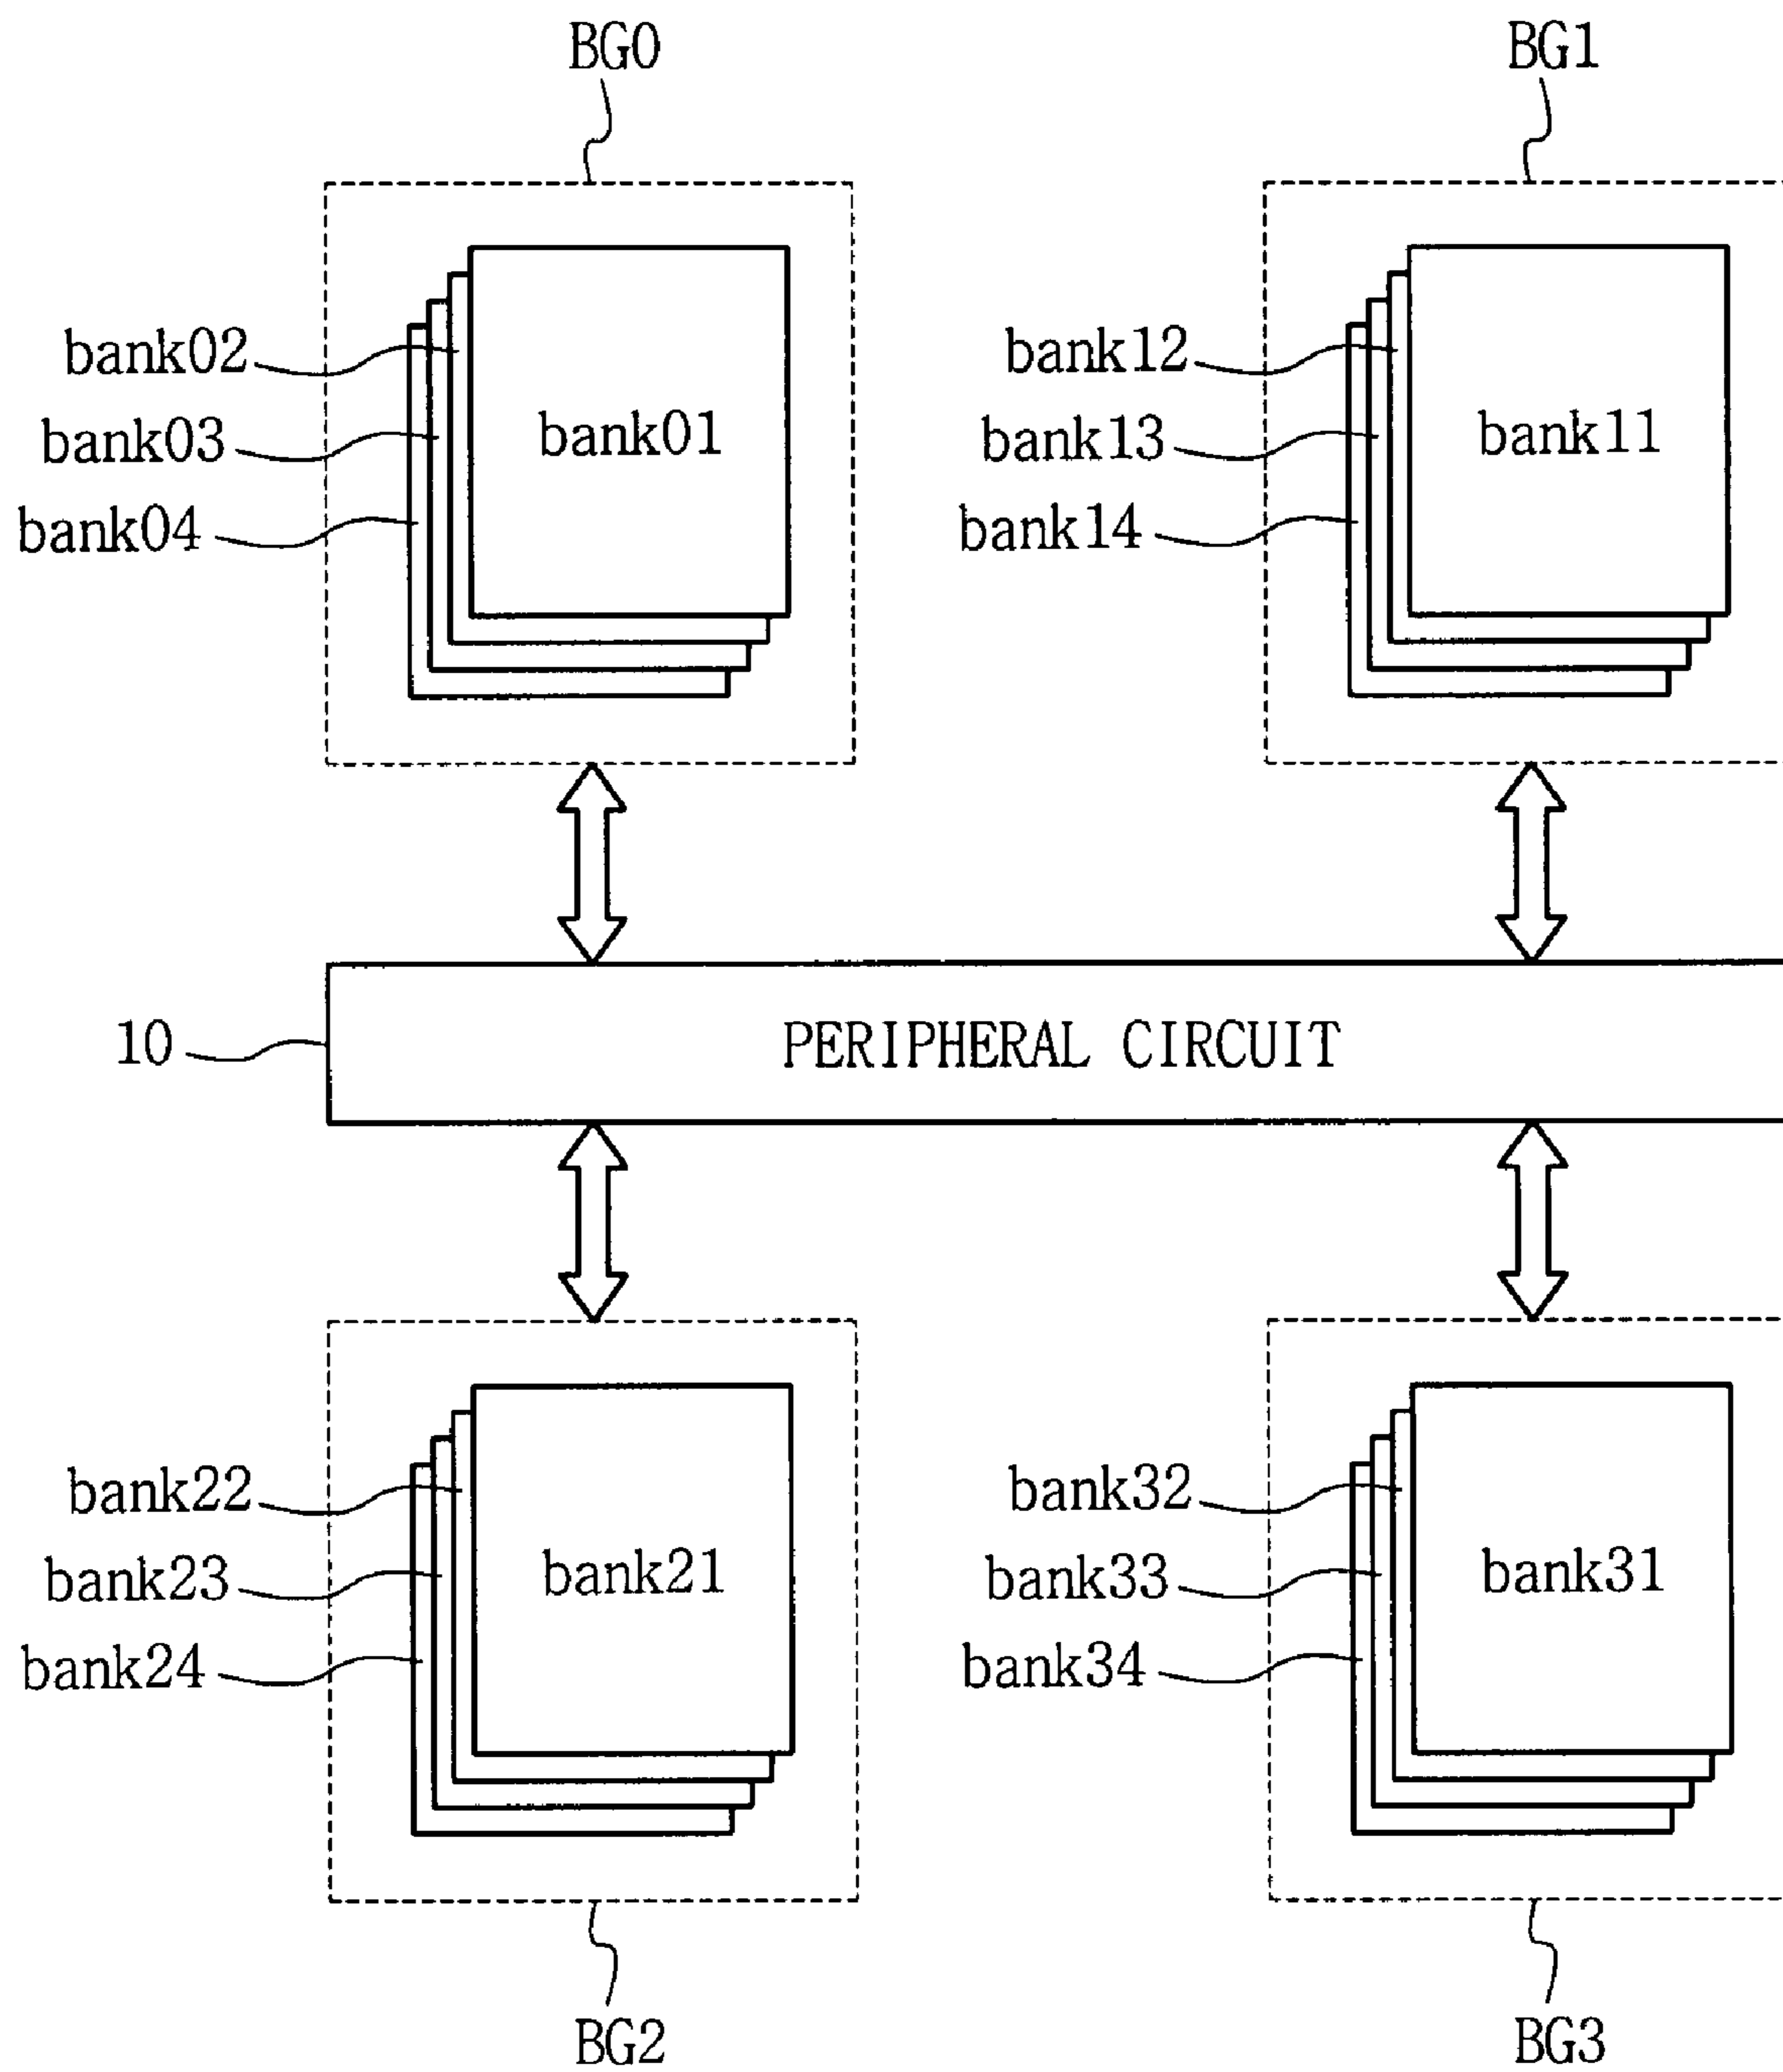 BG0
BG1
bank02
bank03
bank04
bank01
bank12
bank13
bank14
bank11
10
PERIPHERAL CIRCUIT
bank22
bank23
bank24
bank21
bank32
bank33
bank34
bank31
BG2
BG3